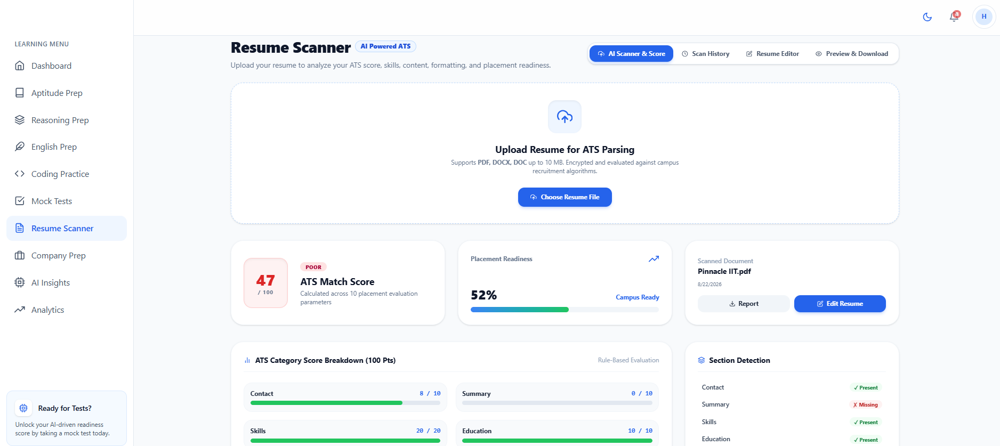 LEARNING MENU
Dashboard
Aptitude Prep
Reasoning Prep
English Prep
Coding Practice
Mock Tests
Resume Scanner
Company Prep
AI Insights
Analytics
Ready for Tests?
Unlock your AI-driven readiness
score by taking a mock test today.
8
H
Resume Scanner
AI Powered ATS
Upload your resume to analyze your ATS score, skills, content, formatting, and placement readiness.
AI Scanner & Score
Scan History
Resume Editor
Preview & Download
Upload Resume for ATS Parsing
Supports PDF, DOCX, DOC up to 10 MB. Encrypted and evaluated against campus
recruitment algorithms.
Choose Resume File
47
/ 100
POOR
ATS Match Score
Calculated across 10 placement evaluation
parameters
Placement Readiness
52%
Campus Ready
Scanned Document
Pinnacle IIT.pdf
8/22/2026
Report
Edit Resume
ATS Category Score Breakdown (100 Pts)
Rule-Based Evaluation
Contact 8 / 10
Summary 0 / 10
Skills 20 / 20
Education 10 / 10
Section Detection
Contact ✓ Present
Summary ✗ Missing
Skills ✓ Present
Education ✓ Present